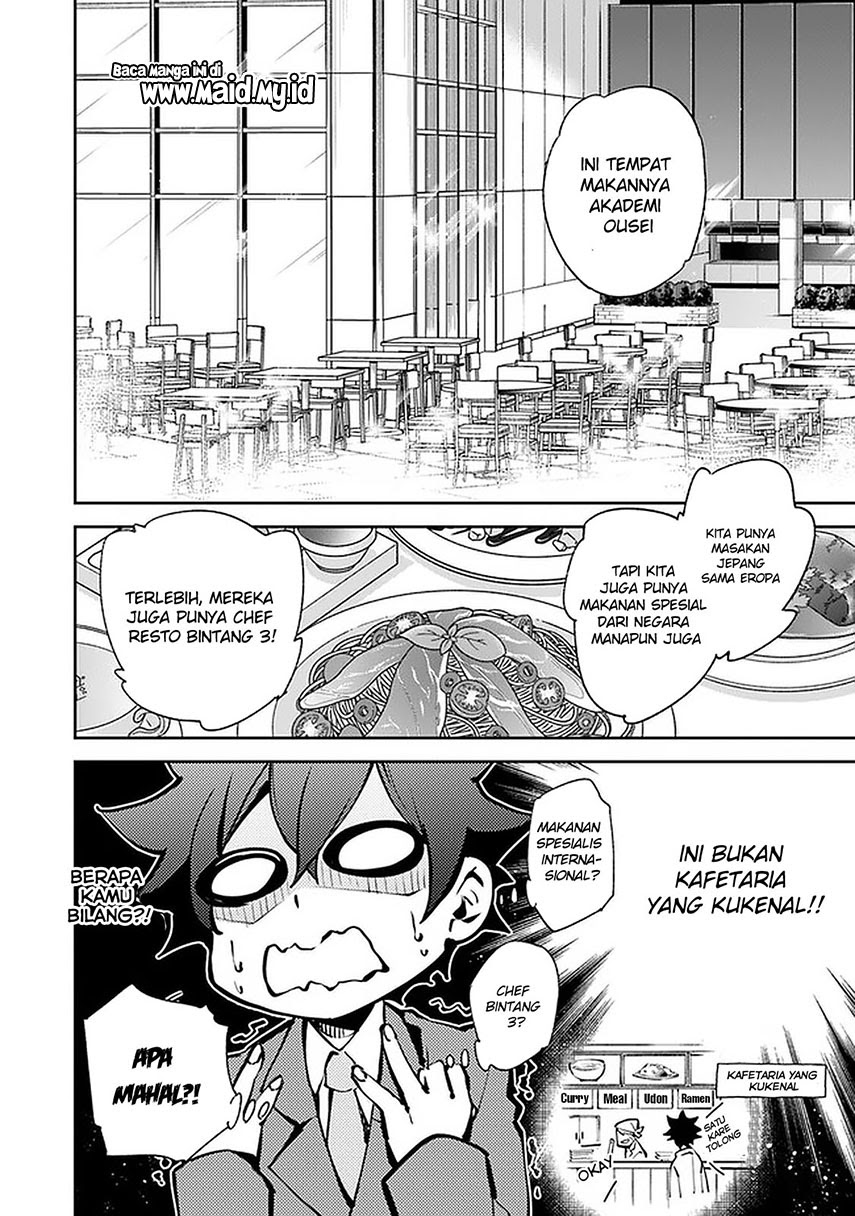 Baca Manga ini di
www.Maid.my.id
INI TEMPAT
MAKANNYA
AKADEMI
OUSEI
KITA PUNYA
MASAKAN
JEPANG
SAMA EROPA
TAPI KITA
JUGA PUNYA
MAKANAN SPESIAL
DARI NEGARA
MANAPUN JUGA
TERLEBIH, MEREKA
JUGA PUNYA CHEF
RESTO BINTANG 3!
INI BUKAN
KAFETARIA
YANG KUKENAL!!
MAKANAN
SPESIALIS
INTERNA-
SIONAL?
BERAPA
KAMU
BILANG?!
CHEF
BINTANG
3?
APA
MAHAL?!
KAFETARIA YANG
KUKENAL
Curry Meal Udon Ramen
SATU
KARE
TOLONG
OKAY